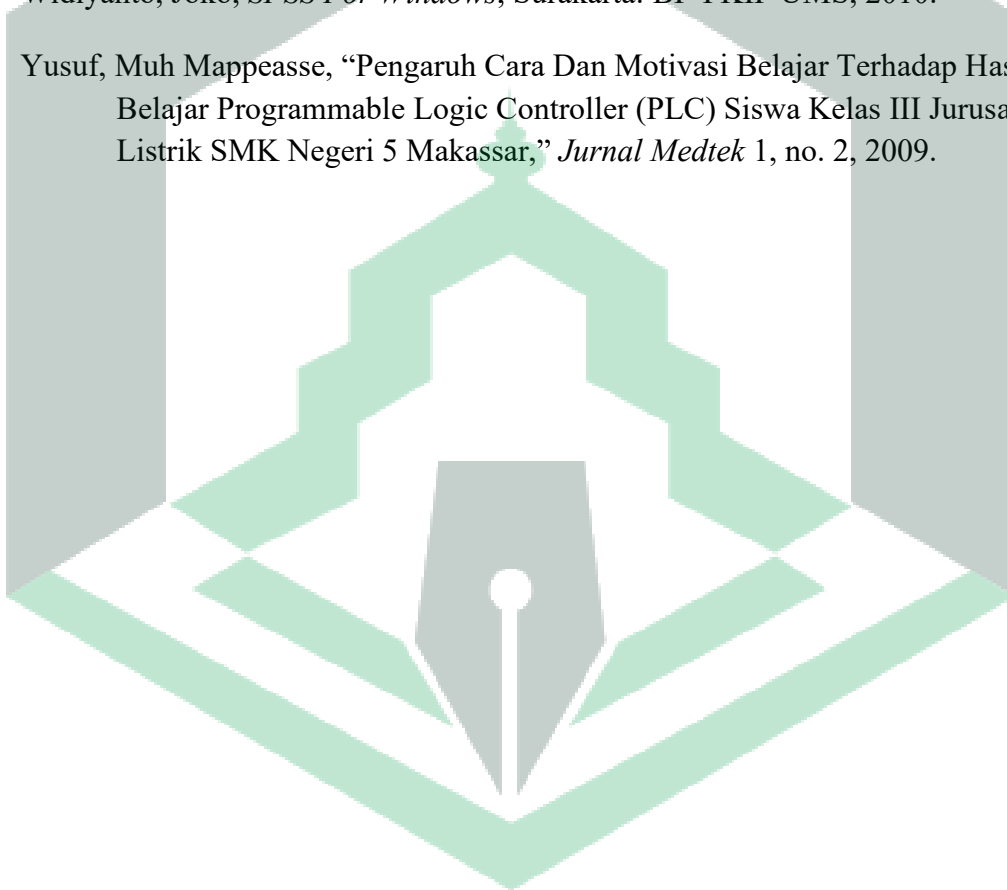 Widiyanto, Joko, SPSS For Windows, Surakarta: BP-FKIP UMS, 2010.
Yusuf, Muh Mappeasse, “Pengaruh Cara Dan Motivasi Belajar Terhadap Has
Belajar Programmable Logic Controller (PLC) Siswa Kelas III Jurusa
Listrik SMK Negeri 5 Makassar,” Jurnal Medtek 1, no. 2, 2009.